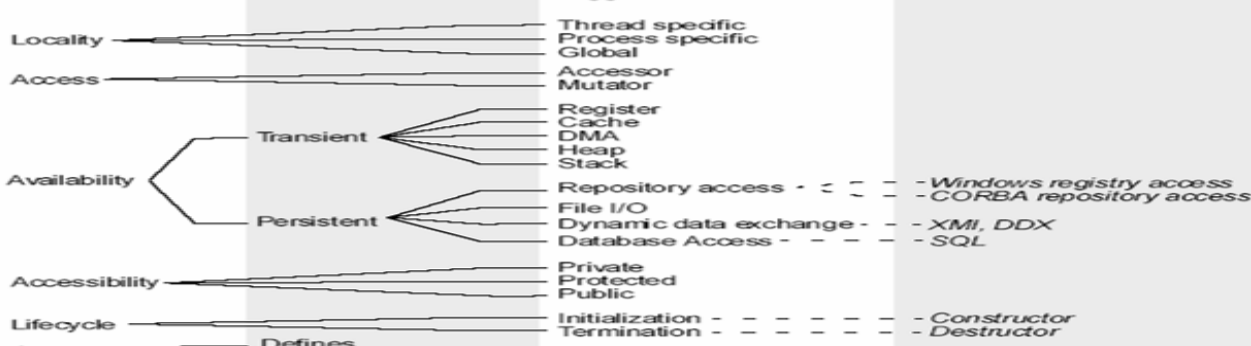 Locality
Thread specific
Process specific
Global
Access
Accessor
Mutator
Availability
Transient
Register
Cache
DMA
Heap
Stack
Persistent
Repository access
Windows registry access
CORBA repository access
File I/O
Dynamic data exchange
XMI, DDX
Database Access
SQL
Accessibility
Private
Protected
Public
Lifecycle
Initialization
Constructor
Termination
Destructor
Defines